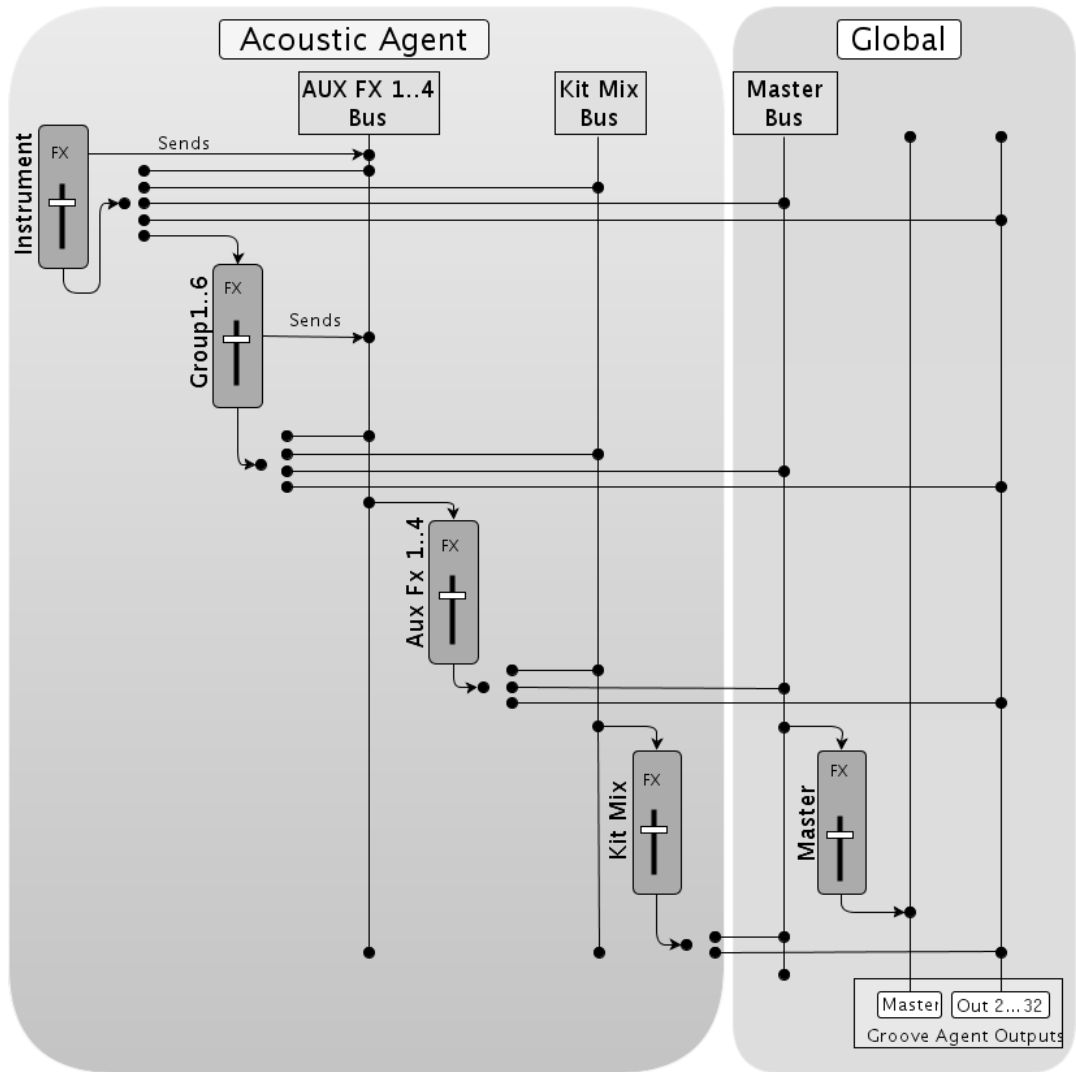 Acoustic Agent
Global
AUX FX 1..4
Bus
Kit Mix
Bus
Master
Bus
Instrument
FX
Sends
Group1..6
FX
Sends
Aux Fx 1..4
FX
Kit Mix
FX
Master
FX
Master
Out 2...32
Groove Agent Outputs